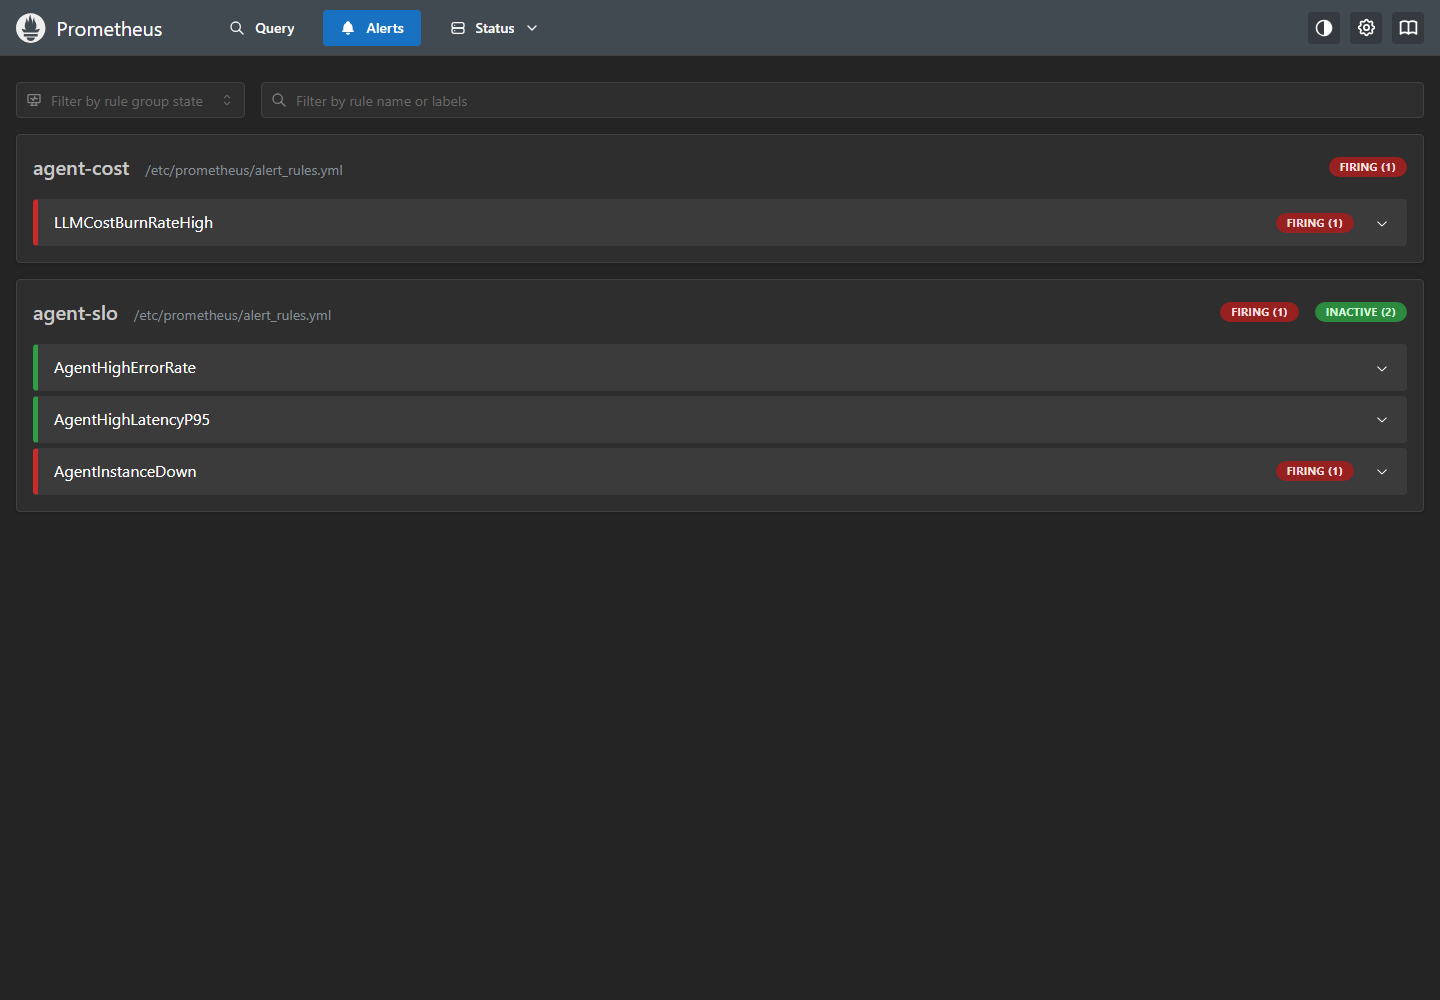 Prometheus Query Alerts Status
Filter by rule group state Filter by rule name or labels
agent-cost /etc/prometheus/alert_rules.yml FIRING (1)
LLMCostBurnRateHigh FIRING (1)
agent-slo /etc/prometheus/alert_rules.yml FIRING (1) INACTIVE (2)
AgentHighErrorRate
AgentHighLatencyP95
AgentInstanceDown FIRING (1)